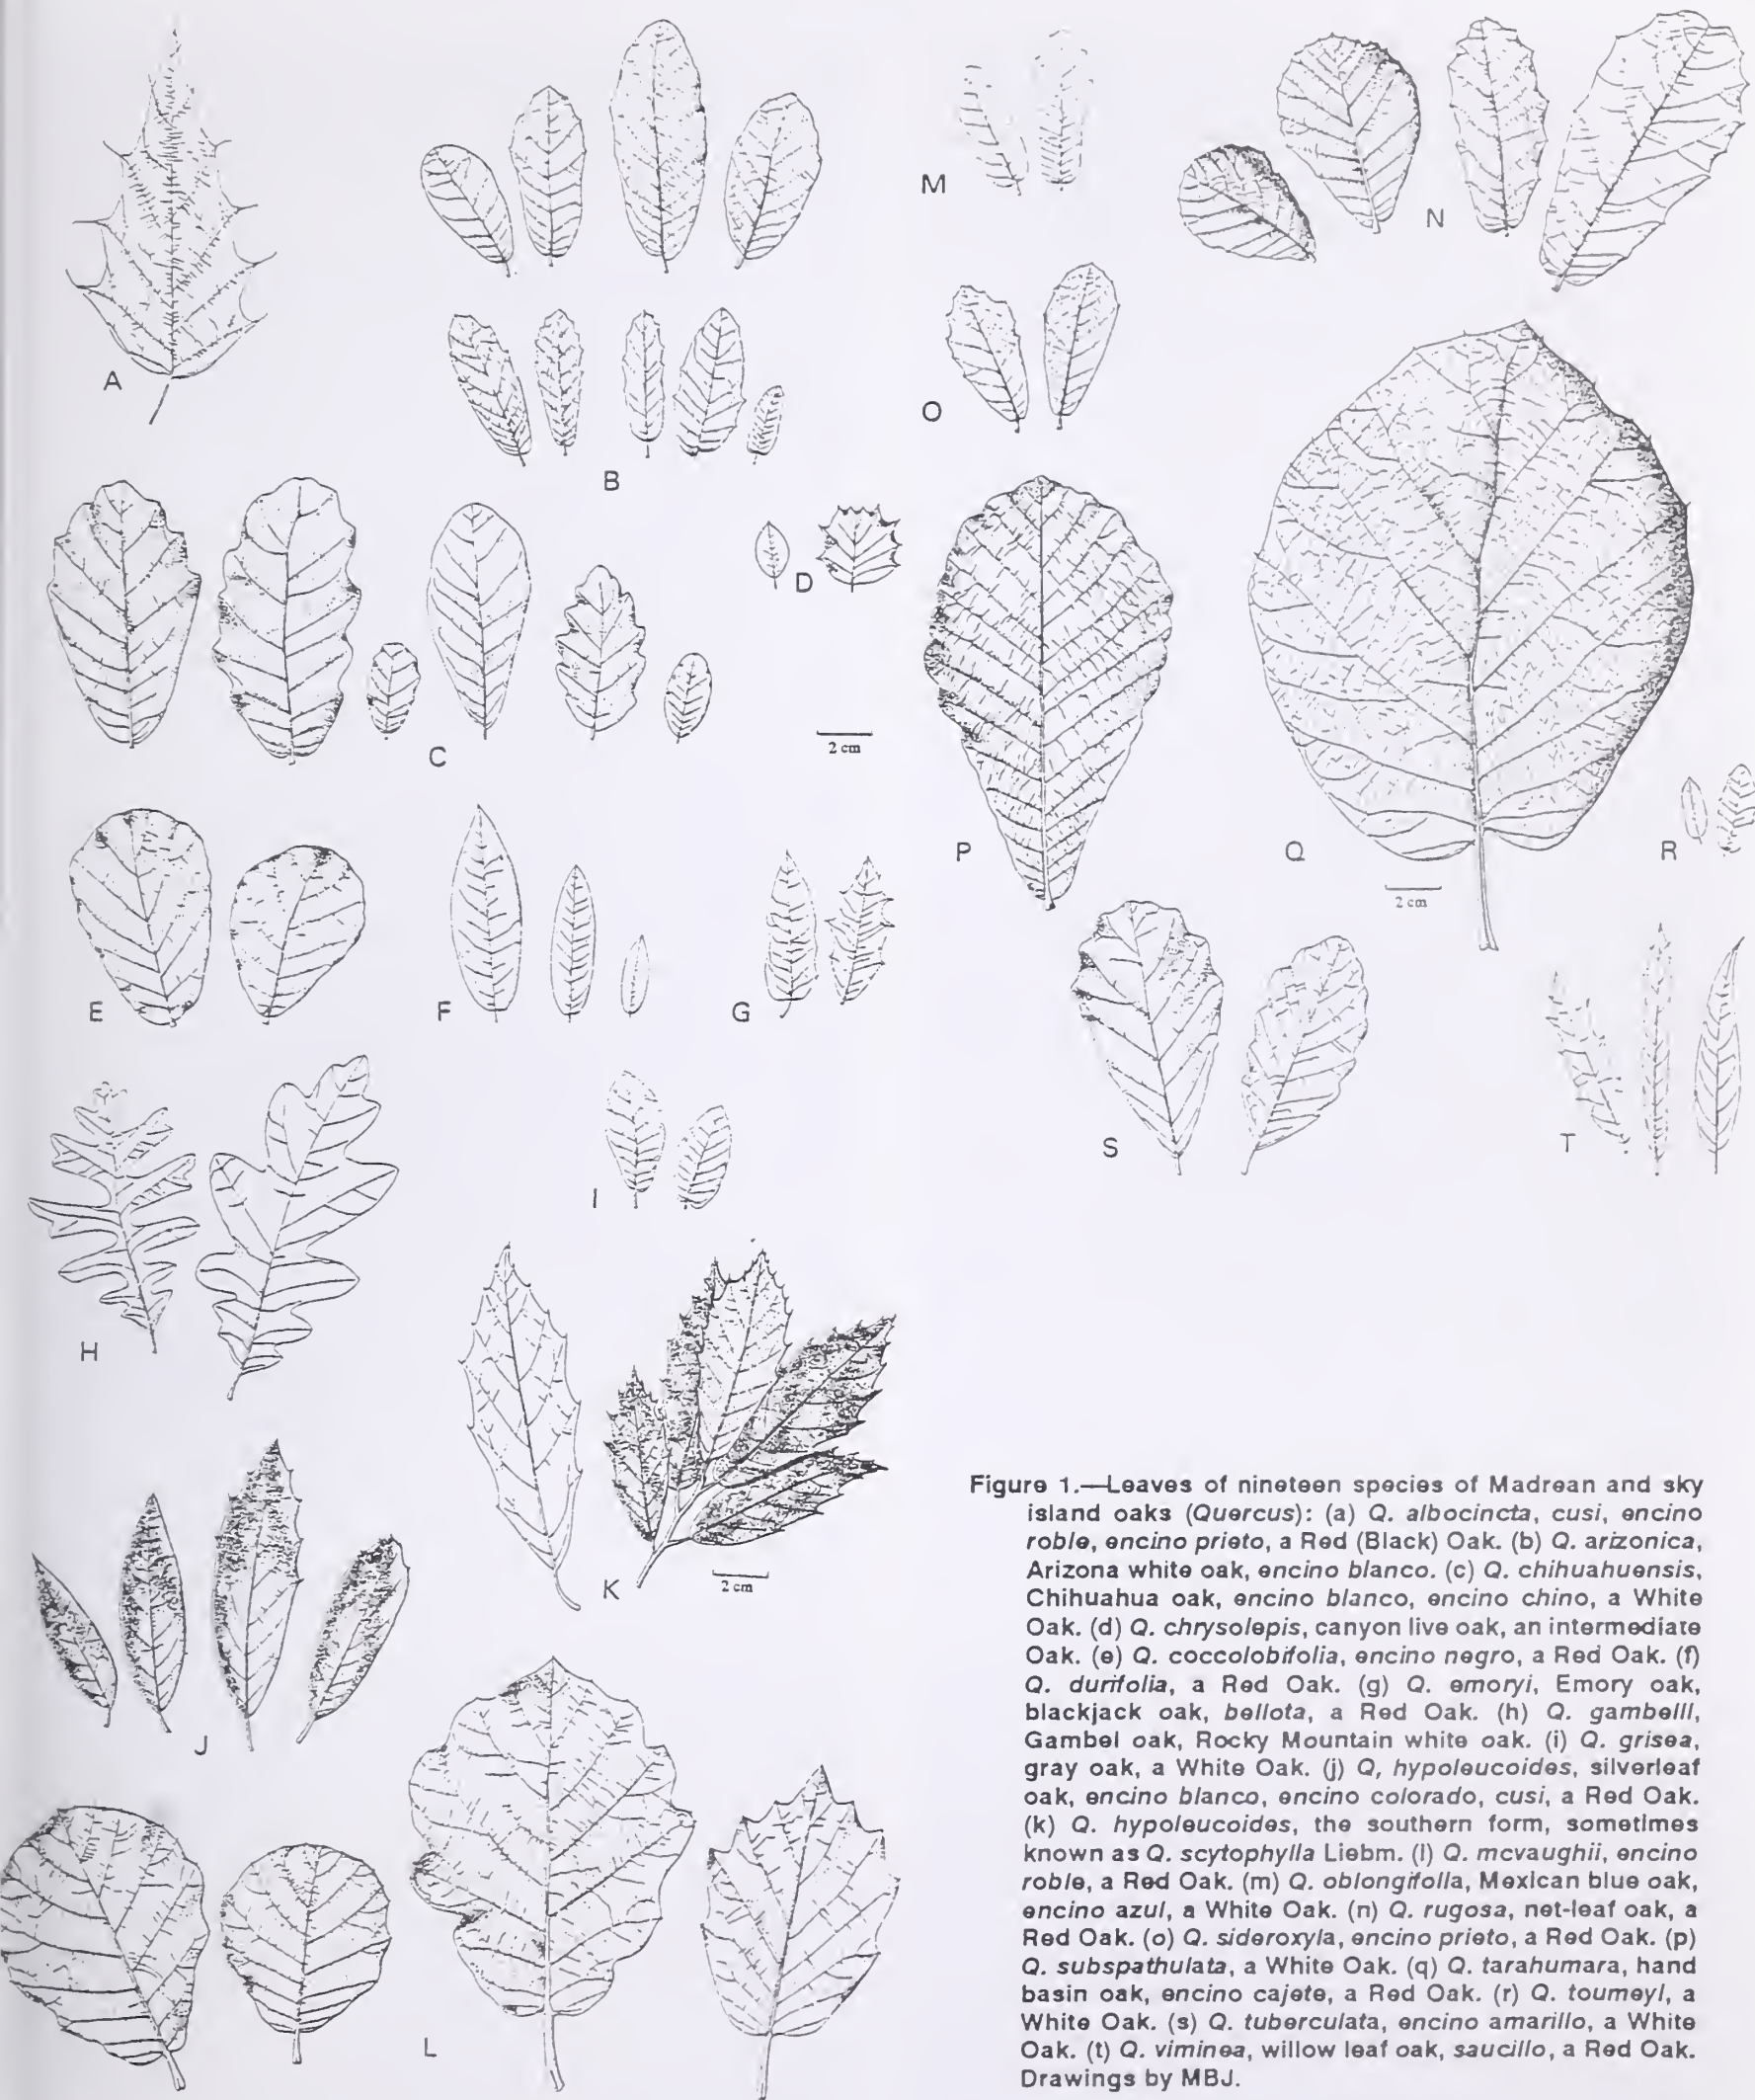 A
B
M
N
O
D
C
2 cm
P
Q
R
2 cm
E
F
G
S
T
H
I
K
2 cm
J
L
Figure 1.—Leaves of nineteen species of Madrean and sky
island oaks (Quercus): (a) Q. albocincta, cusi, encino
roble, encino prieto, a Red (Black) Oak. (b) Q. arizonica,
Arizona white oak, encino blanco. (c) Q. chihuahuensis,
Chihuahua oak, encino blanco, encino chino, a White
Oak. (d) Q. chrysolepis, canyon live oak, an intermediate
Oak. (e) Q. coccolobifolia, encino negro, a Red Oak. (f)
Q. durifolia, a Red Oak. (g) Q. emoryi, Emory oak,
blackjack oak, bellota, a Red Oak. (h) Q. gambelii,
Gambel oak, Rocky Mountain white oak. (i) Q. grisea,
gray oak, a White Oak. (j) Q, hypoleucoides, silverleaf
oak, encino blanco, encino colorado, cusi, a Red Oak.
(k) Q. hypoleucoides, the southern form, sometimes
known as Q. scytophylla Liebm. (l) Q. mcvaughii, encino
roble, a Red Oak. (m) Q. oblongifolia, Mexican blue oak,
encino azul, a White Oak. (n) Q. rugosa, net-leaf oak, a
Red Oak. (o) Q. sideroxyla, encino prieto, a Red Oak. (p)
Q. subspathulata, a White Oak. (q) Q. tarahumara, hand
basin oak, encino cajete, a Red Oak. (r) Q. toumeyi, a
White Oak. (s) Q. tuberculata, encino amarillo, a White
Oak. (t) Q. viminea, willow leaf oak, saucillo, a Red Oak.
Drawings by MBJ.